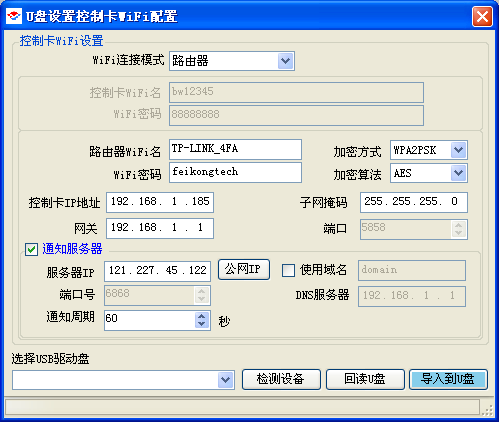 U盘设置控制卡WiFi配置
控制卡WiFi设置
WiFi连接模式 路由器
控制卡WiFi名 bw12345
WiFi密码 88888888
路由器WiFi名 TP-LINK_4FA 加密方式 WPA2PSK
WiFi密码 feikongtech 加密算法 AES
控制卡IP地址 192.168. 1 .185 子网掩码 255.255.255. 0
网关 192.168. 1 . 1 端口 5858
通知服务器
服务器IP 121.227. 45 .122 公网IP 使用域名 domain
端口号 6868 DNS服务器 192.168. 1 . 1
通知周期 60 秒
选择USB驱动盘
检测设备 回读U盘 导入到U盘